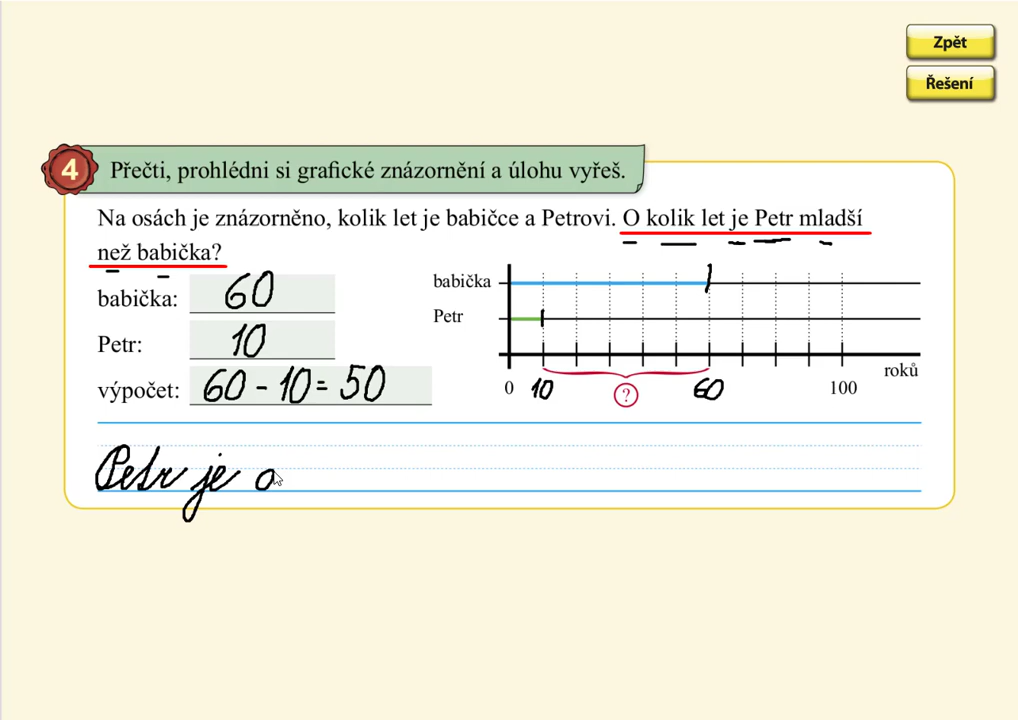 Zpět
Řešení
4 Přečti, prohlédni si grafické znázornění a úlohu vyřeš.
Na osách je znázorněno, kolik let je babičce a Petrovi. O kolik let je Petr mladší
než babička?
babička: 60
Petr: 10
výpočet: 60 - 10 = 50
babička
Petr
roků
0 10 ? 60 100
Petr je o